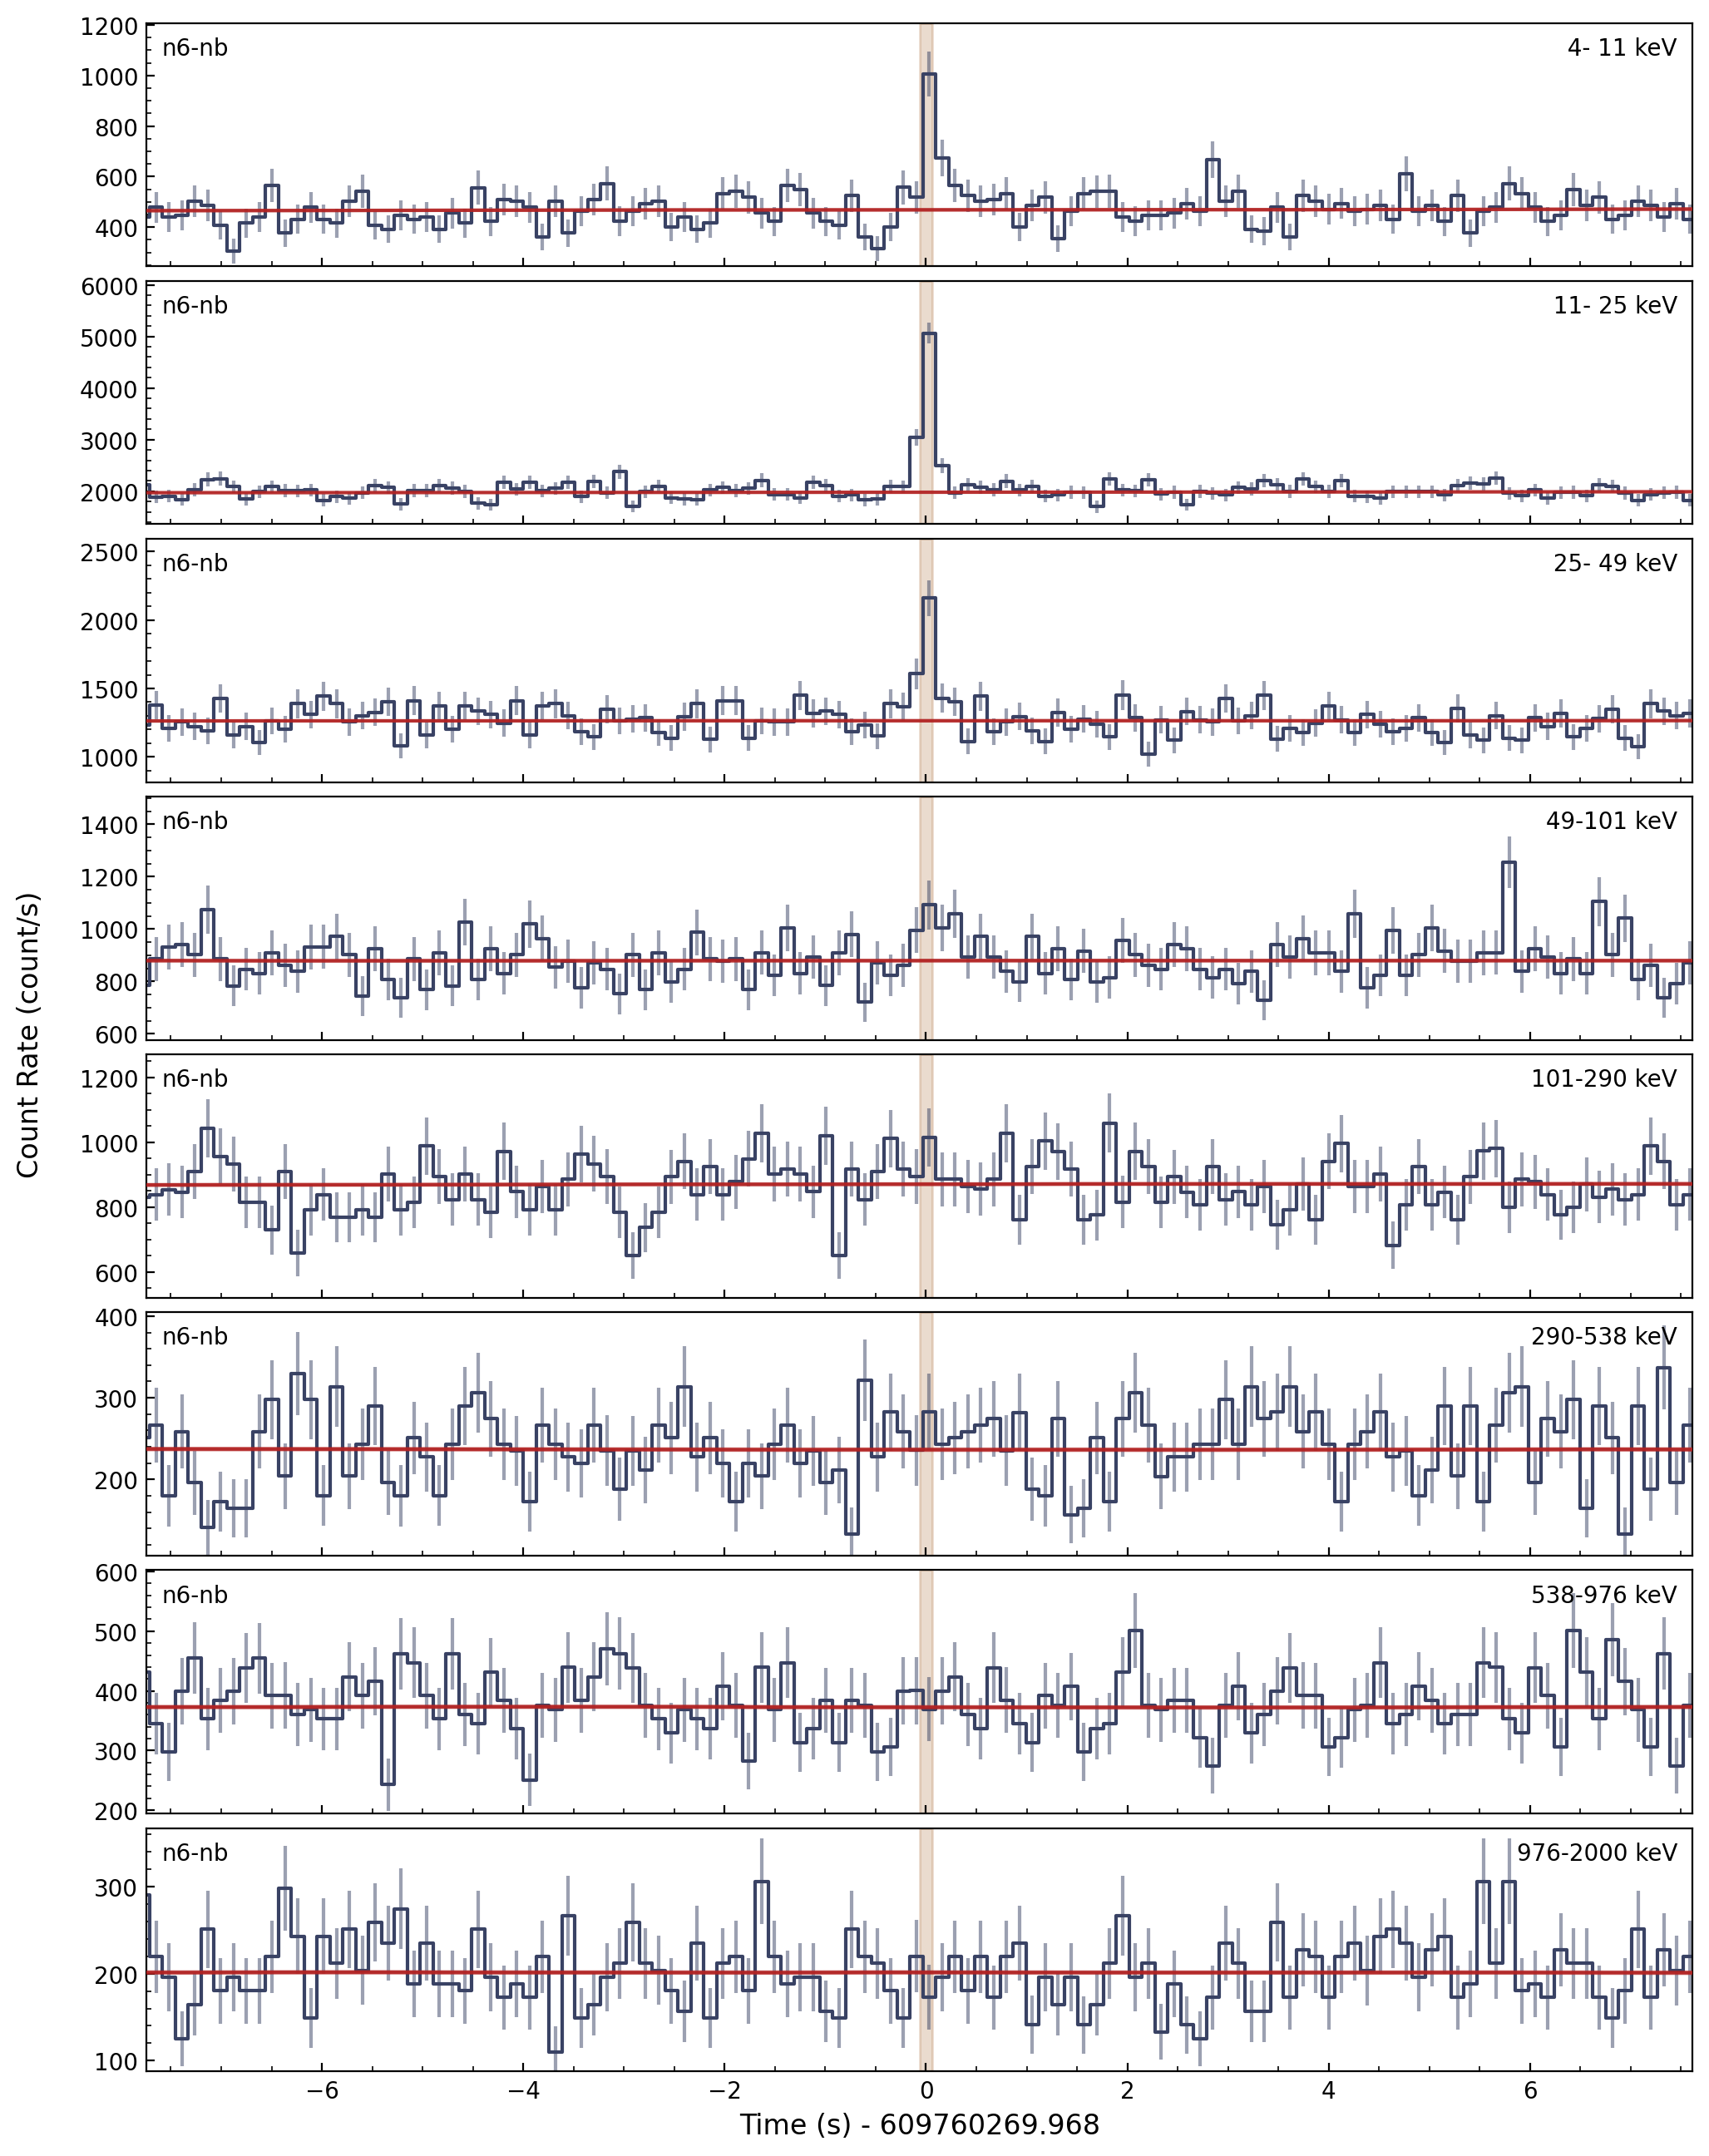 1200
1000
800
600
400
n6-nb
4- 11 keV
6000
5000
4000
3000
2000
n6-nb
11- 25 keV
2500
2000
1500
1000
n6-nb
25- 49 keV
1400
1200
1000
800
600
n6-nb
49-101 keV
1200
1000
800
600
n6-nb
101-290 keV
400
300
200
n6-nb
290-538 keV
600
500
400
300
200
n6-nb
538-976 keV
300
200
100
n6-nb
976-2000 keV
−6 −4 −2 0 2 4 6
Time (s) - 609760269.968
Count Rate (count/s)